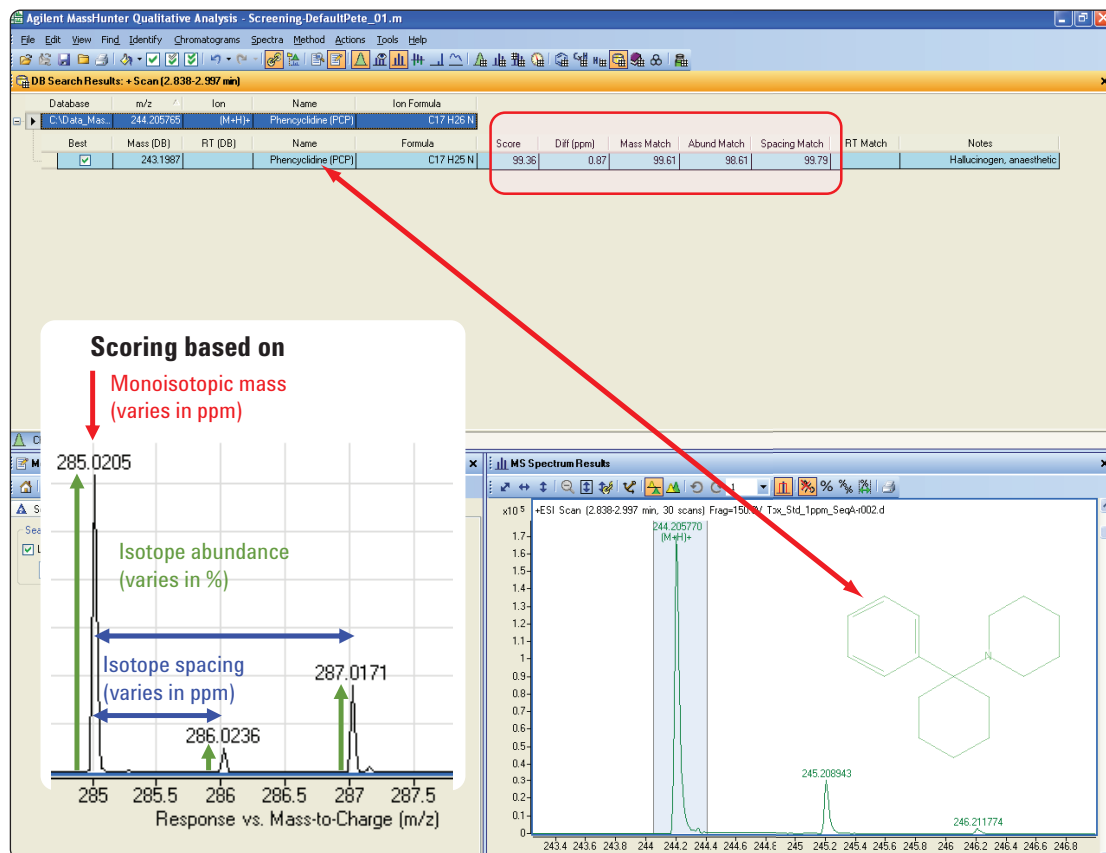 Agilent MassHunter Qualitative Analysis - Screening-DefaultPete_01.m
File Edit View Find Identify Chromatograms Spectra Method Actions Tools Help
DB Search Results: + Scan (2.838-2.997 min)
Database m/z Ion Name Ion Formula
C:\Data_Mas... 244.205765 (M+H)+ Phencyclidine (PCP) C17 H26 N
Best Mass (DB) RT (DB) Name Formula Score Diff (ppm) Mass Match Abund Match Spacing Match RT Match Notes
243.1987 Phencyclidine (PCP) C17 H25 N 99.36 0.87 99.61 98.61 99.79 Hallucinogen, anaesthetic
Scoring based on
Monoisotopic mass
(varies in ppm)
285.0205
Isotope abundance
(varies in %)
Isotope spacing
(varies in ppm)
287.0171
286.0236
285 285.5 286 286.5 287 287.5
Response vs. Mass-to-Charge (m/z)
MS Spectrum Results
1
x10 5 +ESI Scan (2.838-2.997 min, 30 scans) Frag=150.0V Tox_Std_1ppm_SeqA-r002.d
244.205770
(M+H)+
1.7
1.6
1.5
1.4
1.3
1.2
1.1
1
0.9
0.8
0.7
0.6
0.5
0.4
0.3
0.2
0.1
0
N
245.208943
246.211774
243.4 243.6 243.8 244 244.2 244.4 244.6 244.8 245 245.2 245.4 245.6 245.8 246 246.2 246.4 246.6 246.8